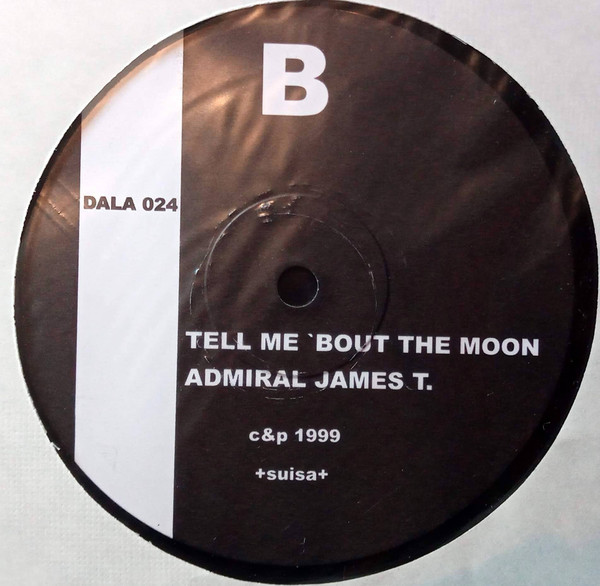 B
DALA 024
TELL ME `BOUT THE MOON
ADMIRAL JAMES T.
c&p 1999
+suisa+